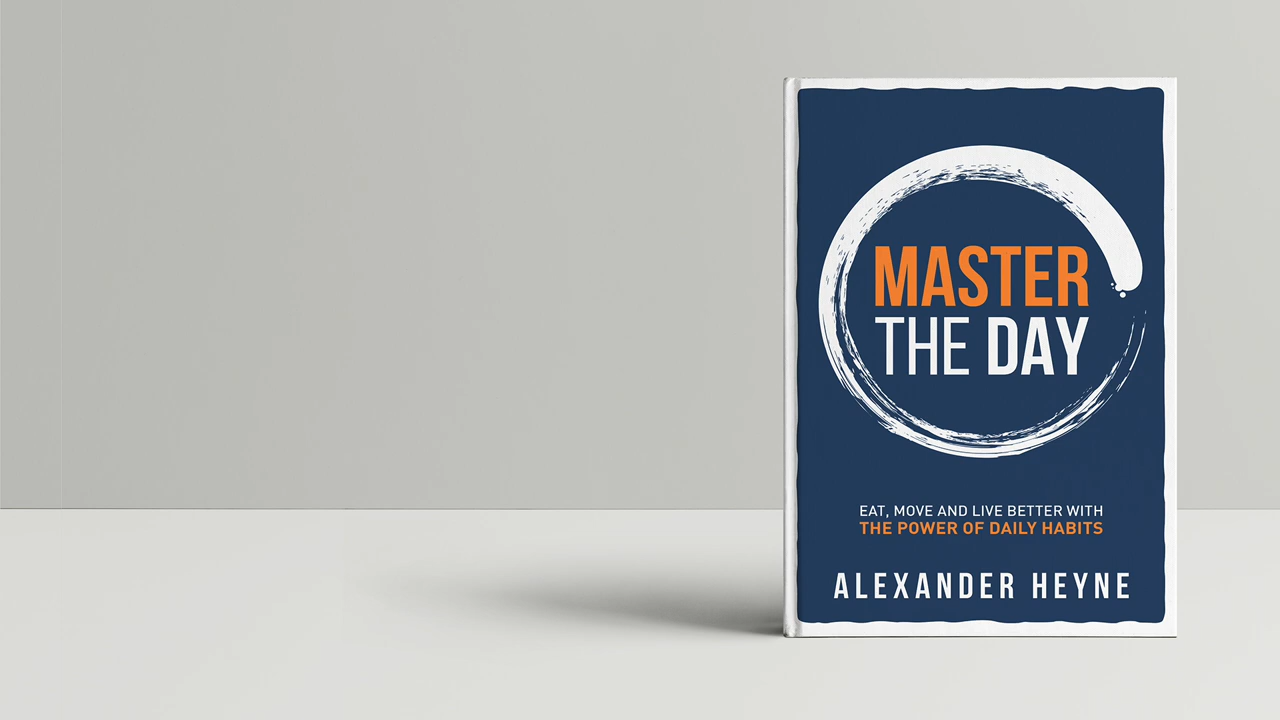 MASTER
THE DAY
EAT, MOVE AND LIVE BETTER WITH
THE POWER OF DAILY HABITS
ALEXANDER HEYNE